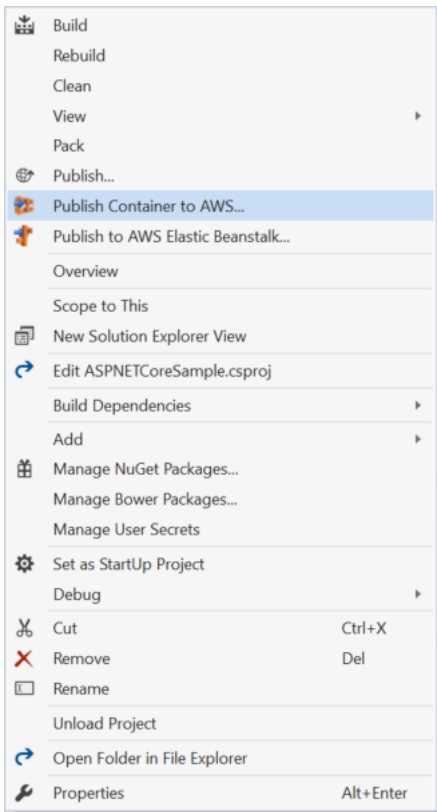 Build
Rebuild
Clean
View
Pack
Publish...
Publish Container to AWS...
Publish to AWS Elastic Beanstalk...
Overview
Scope to This
New Solution Explorer View
Edit ASPNETCoreSample.csproj
Build Dependencies
Add
Manage NuGet Packages...
Manage Bower Packages...
Manage User Secrets
Set as StartUp Project
Debug
Cut Ctrl+X
Remove Del
Rename
Unload Project
Open Folder in File Explorer
Properties Alt+Enter